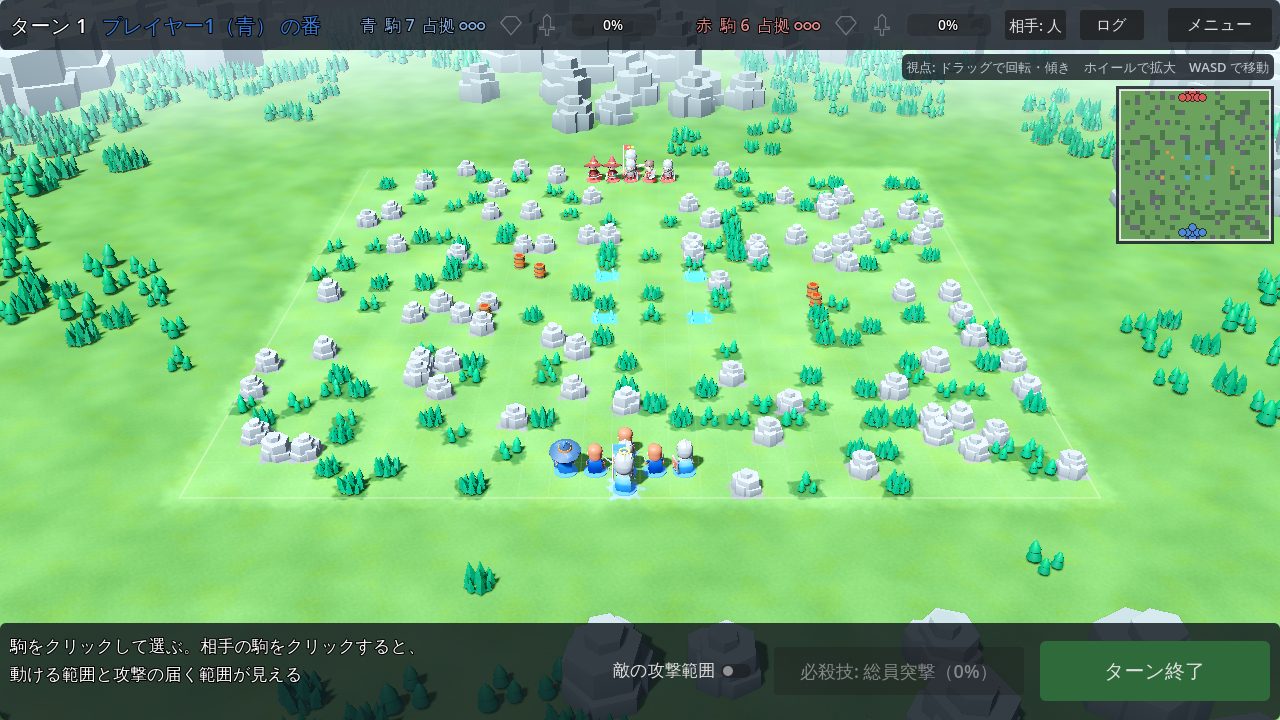 ターン 1 プレイヤー1（青） の番 青 駒 7 占拠 0% 赤 駒 6 占拠 0% 相手: 人 ログ メニュー
視点: ドラッグで回転・傾き ホイールで拡大 WASD で移動
駒をクリックして選ぶ。相手の駒をクリックすると、
動ける範囲と攻撃の届く範囲が見える
敵の攻撃範囲 必殺技: 総員突撃（0%） ターン終了